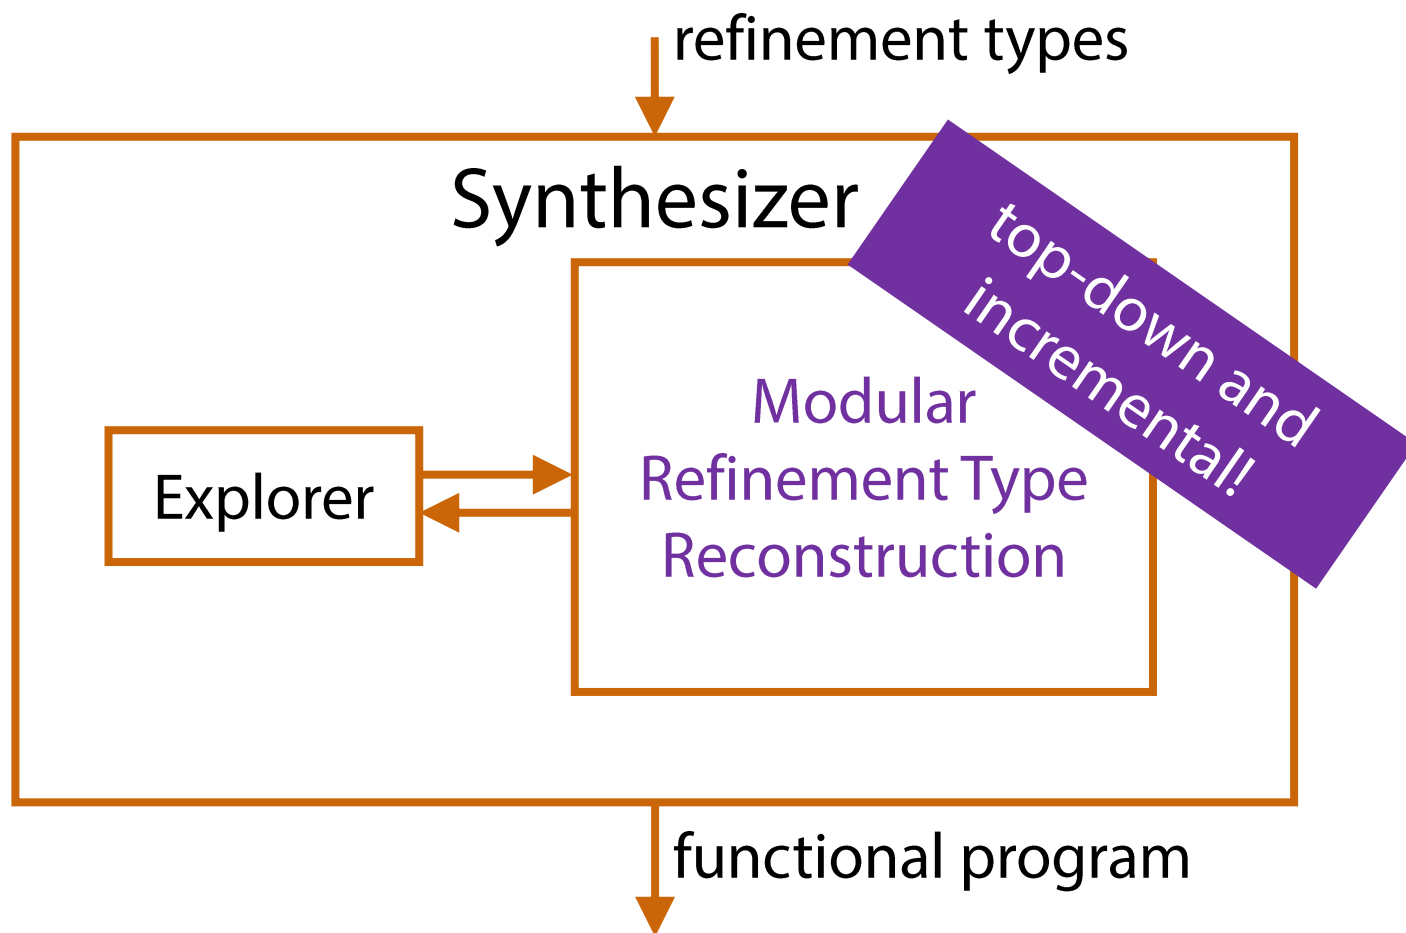 refinement types
Synthesizer
top-down and
incremental!
Modular
Refinement Type
Reconstruction
Explorer
functional program